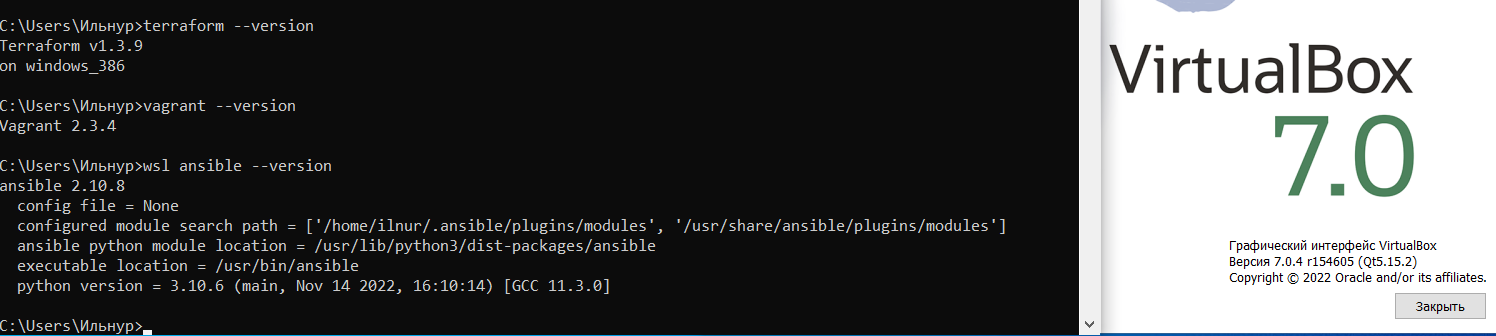 C:\Users\Ильнур>terraform --version
Terraform v1.3.9
on windows_386
C:\Users\Ильнур>vagrant --version
Vagrant 2.3.4
C:\Users\Ильнур>wsl ansible --version
ansible 2.10.8
  config file = None
  configured module search path = ['/home/ilnur/.ansible/plugins/modules', '/usr/share/ansible/plugins/modules']
  ansible python module location = /usr/lib/python3/dist-packages/ansible
  executable location = /usr/bin/ansible
  python version = 3.10.6 (main, Nov 14 2022, 16:10:14) [GCC 11.3.0]
C:\Users\Ильнур>
VirtualBox
7.0
Графический интерфейс VirtualBox
Версия 7.0.4 r154605 (Qt5.15.2)
Copyright © 2022 Oracle and/or its affiliates.
Закрыть